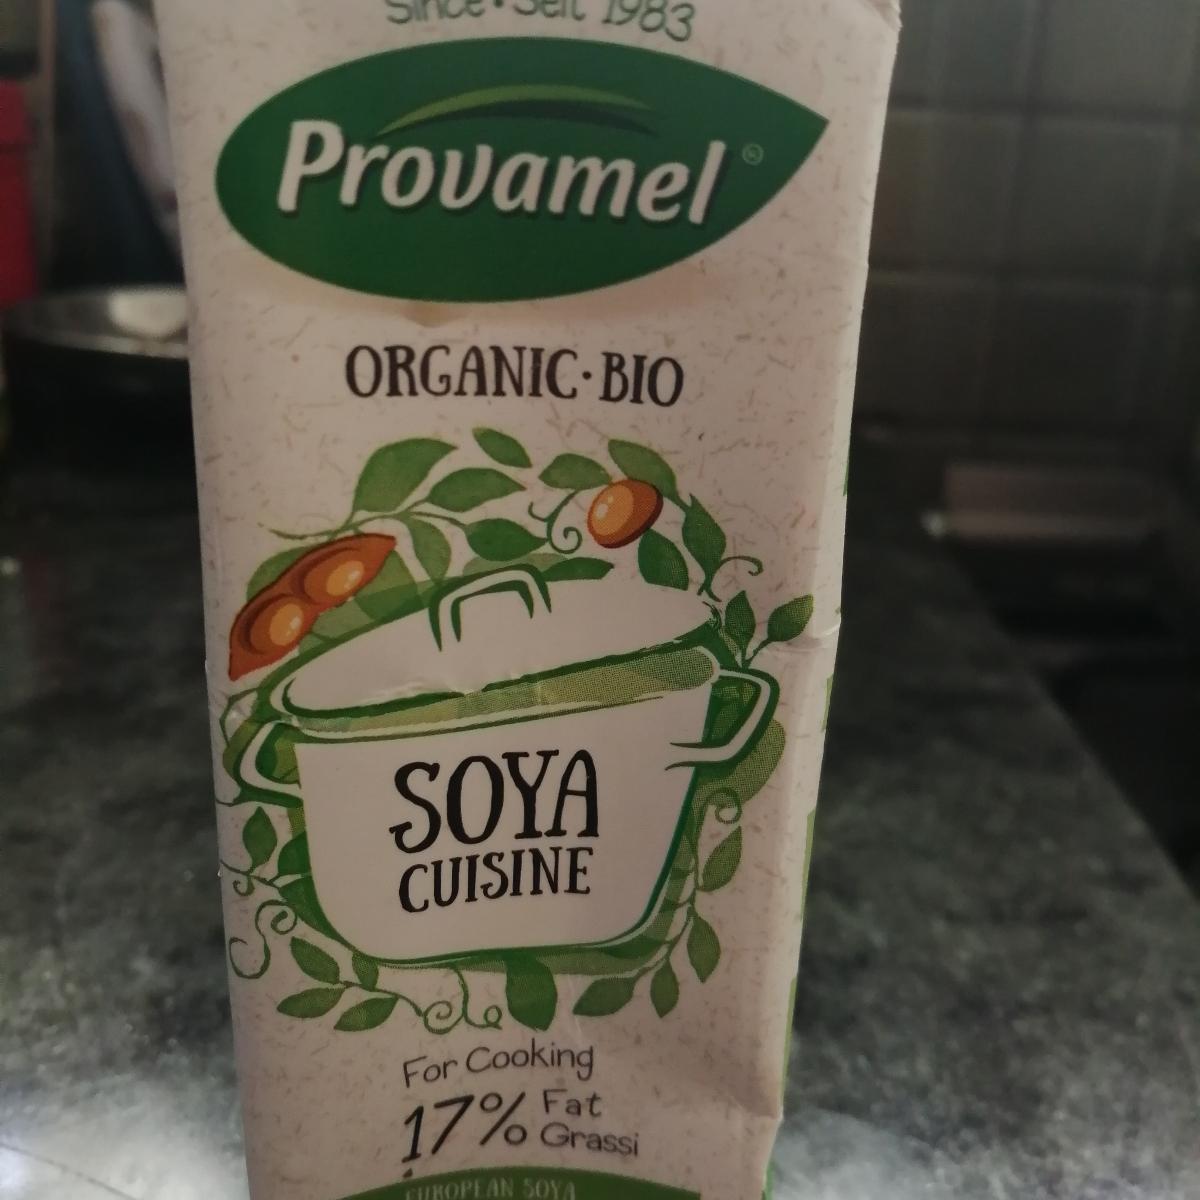 Since • Seit 1983
Provamel®
ORGANIC • BIO
SOYA
CUISINE
For Cooking
17% Fat
Grassi
EUROPEAN SOYA